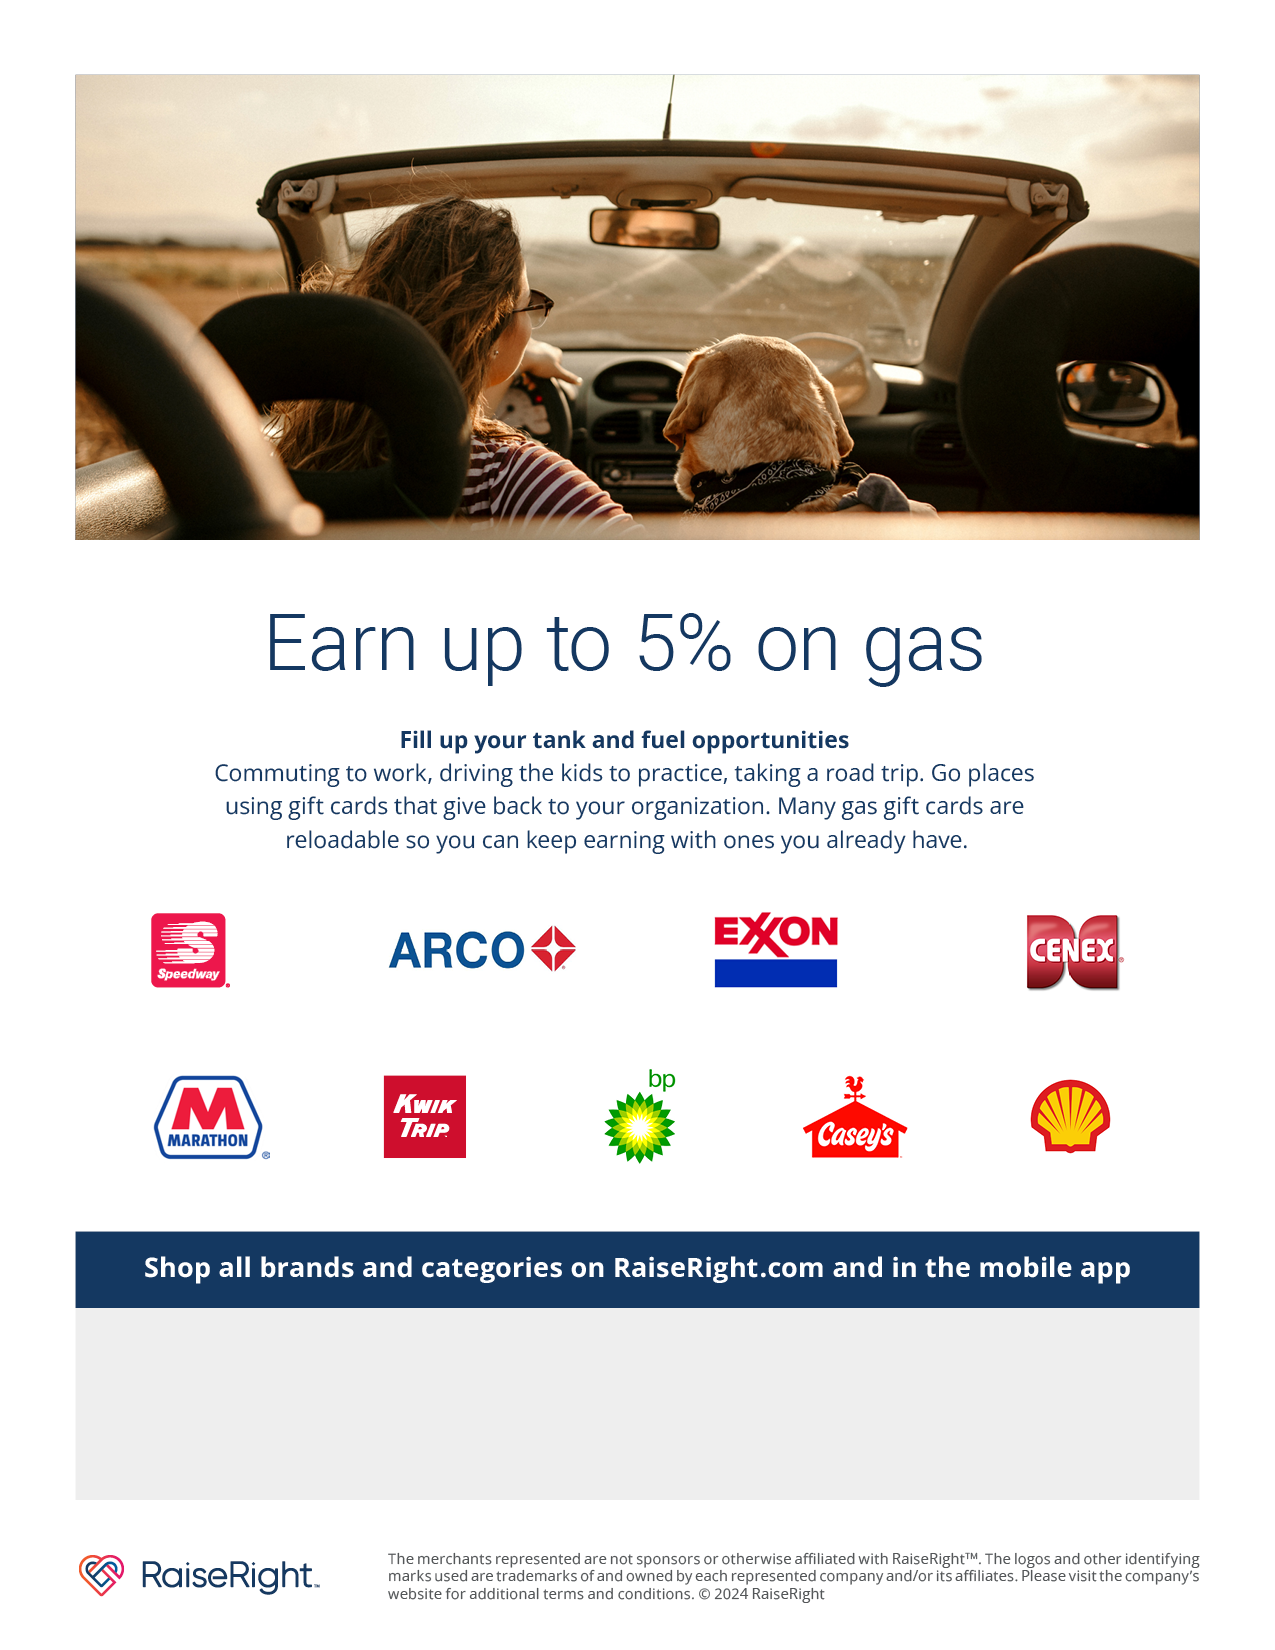 Earn up to 5% on gas
Fill up your tank and fuel opportunities
Commuting to work, driving the kids to practice, taking a road trip. Go places
using gift cards that give back to your organization. Many gas gift cards are
reloadable so you can keep earning with ones you already have.
S
Speedway
ARCO
EXXON
CENEX
M
MARATHON
KWIK
TRIP
bp
Casey's
Shop all brands and categories on RaiseRight.com and in the mobile app
RaiseRight™
The merchants represented are not sponsors or otherwise affiliated with RaiseRight™. The logos and other identifying
marks used are trademarks of and owned by each represented company and/or its affiliates. Please visit the company's
website for additional terms and conditions. © 2024 RaiseRight